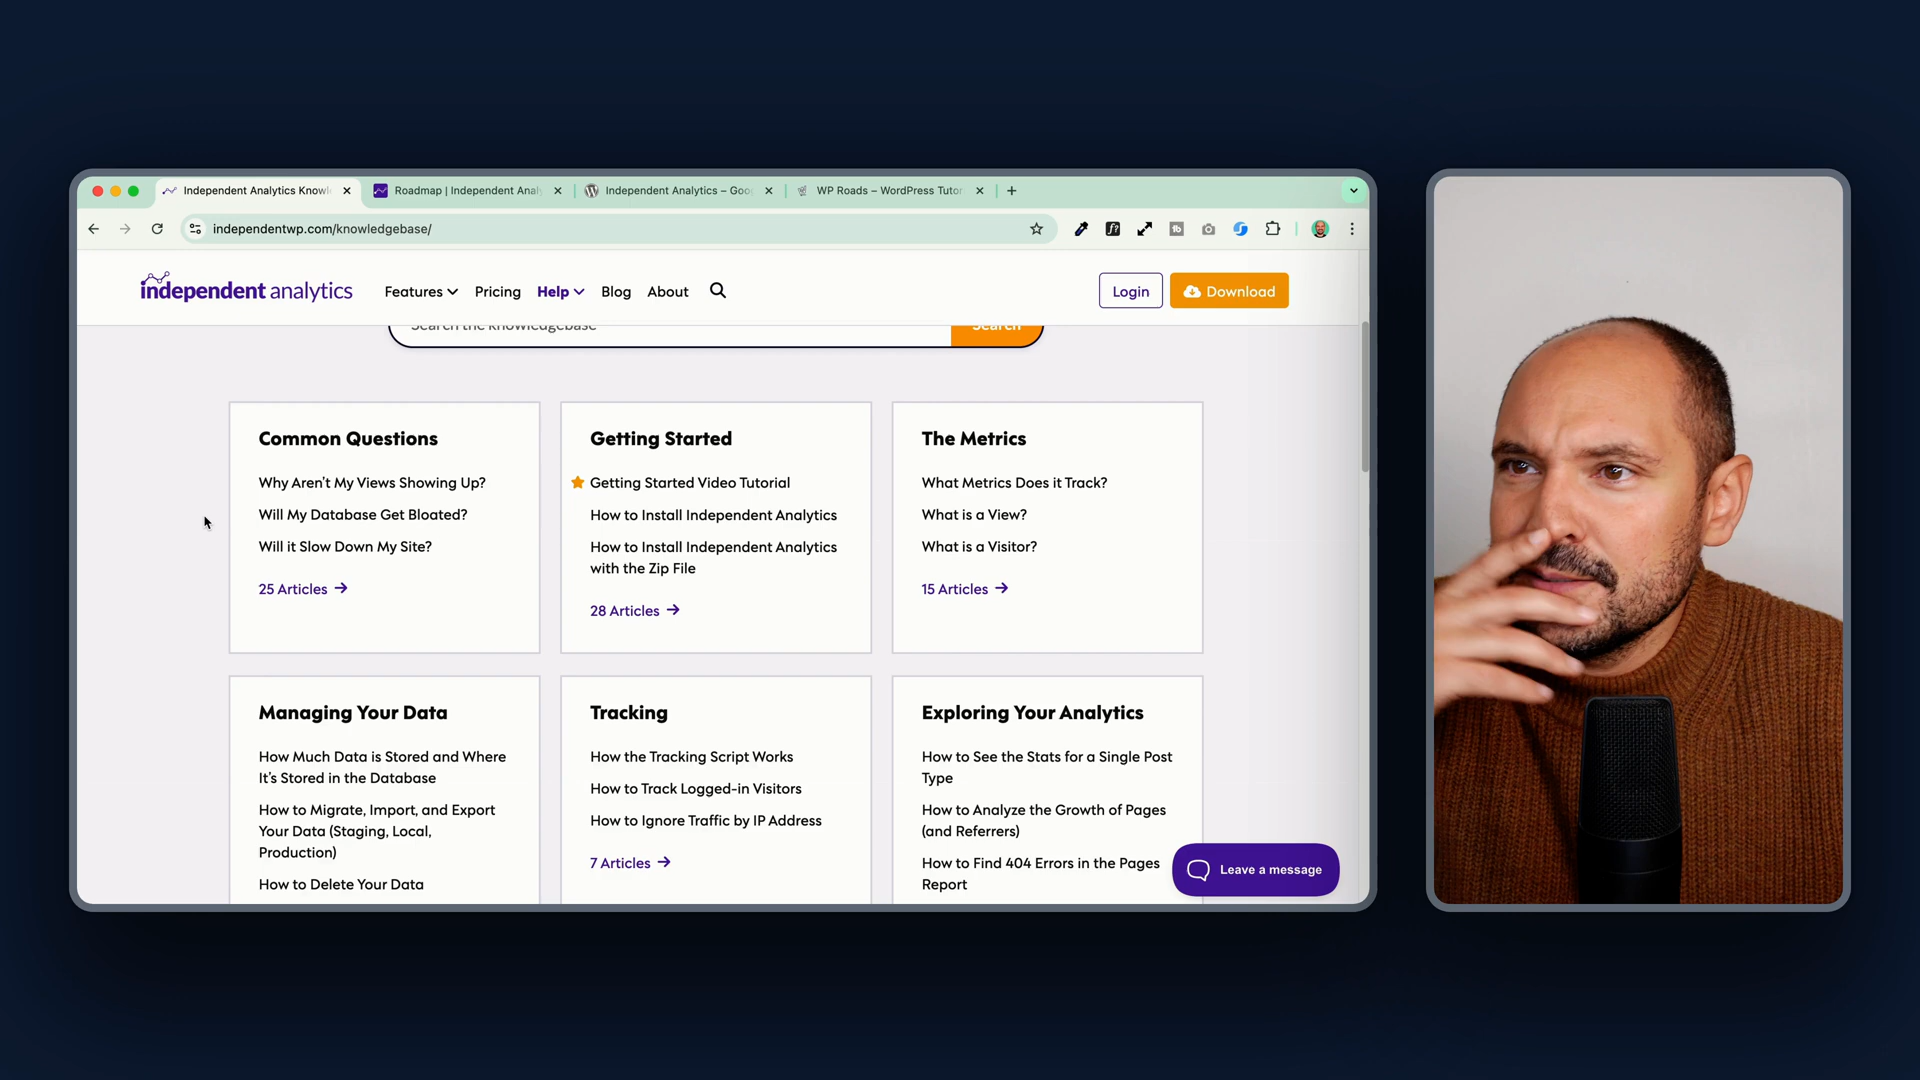 Independent Analytics Knowl
Roadmap | Independent Anal
Independent Analytics – Goo
WP Roads – WordPress Tutor
independentwp.com/knowledgebase/
independent analytics
Features
Pricing
Help
Blog
About
Login
Download
Search the knowledgebase
Search
Common Questions
Why Aren't My Views Showing Up?
Will My Database Get Bloated?
Will it Slow Down My Site?
25 Articles →
Getting Started
Getting Started Video Tutorial
How to Install Independent Analytics
How to Install Independent Analytics
with the Zip File
28 Articles →
The Metrics
What Metrics Does it Track?
What is a View?
What is a Visitor?
15 Articles →
Managing Your Data
How Much Data is Stored and Where
It's Stored in the Database
How to Migrate, Import, and Export
Your Data (Staging, Local,
Production)
How to Delete Your Data
Tracking
How the Tracking Script Works
How to Track Logged-in Visitors
How to Ignore Traffic by IP Address
7 Articles →
Exploring Your Analytics
How to See the Stats for a Single Post
Type
How to Analyze the Growth of Pages
(and Referrers)
How to Find 404 Errors in the Pages
Report
Leave a message